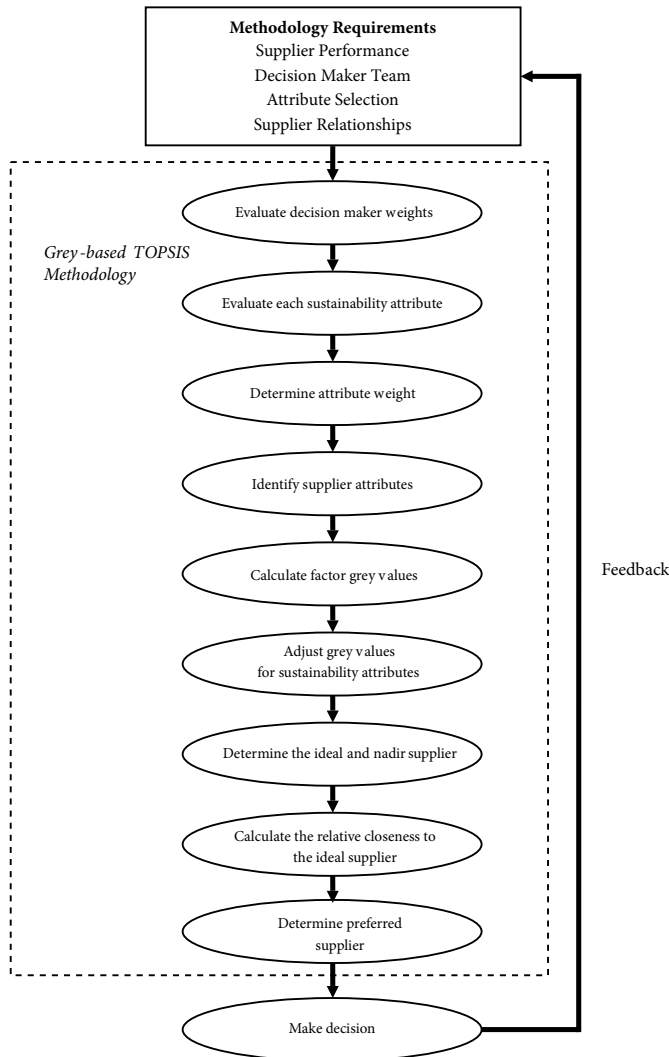 Methodology Requirements
Supplier Performance
Decision Maker Team
Attribute Selection
Supplier Relationships
Evaluate decision maker weights
Grey-based TOPSIS
Methodology
Evaluate each sustainability attribute
Determine attribute weight
Identify supplier attributes
Calculate factor grey values
Feedback
Adjust grey values
for sustainability attributes
Determine the ideal and nadir supplier
Calculate the relative closeness to
the ideal supplier
Determine preferred
supplier
Make decision